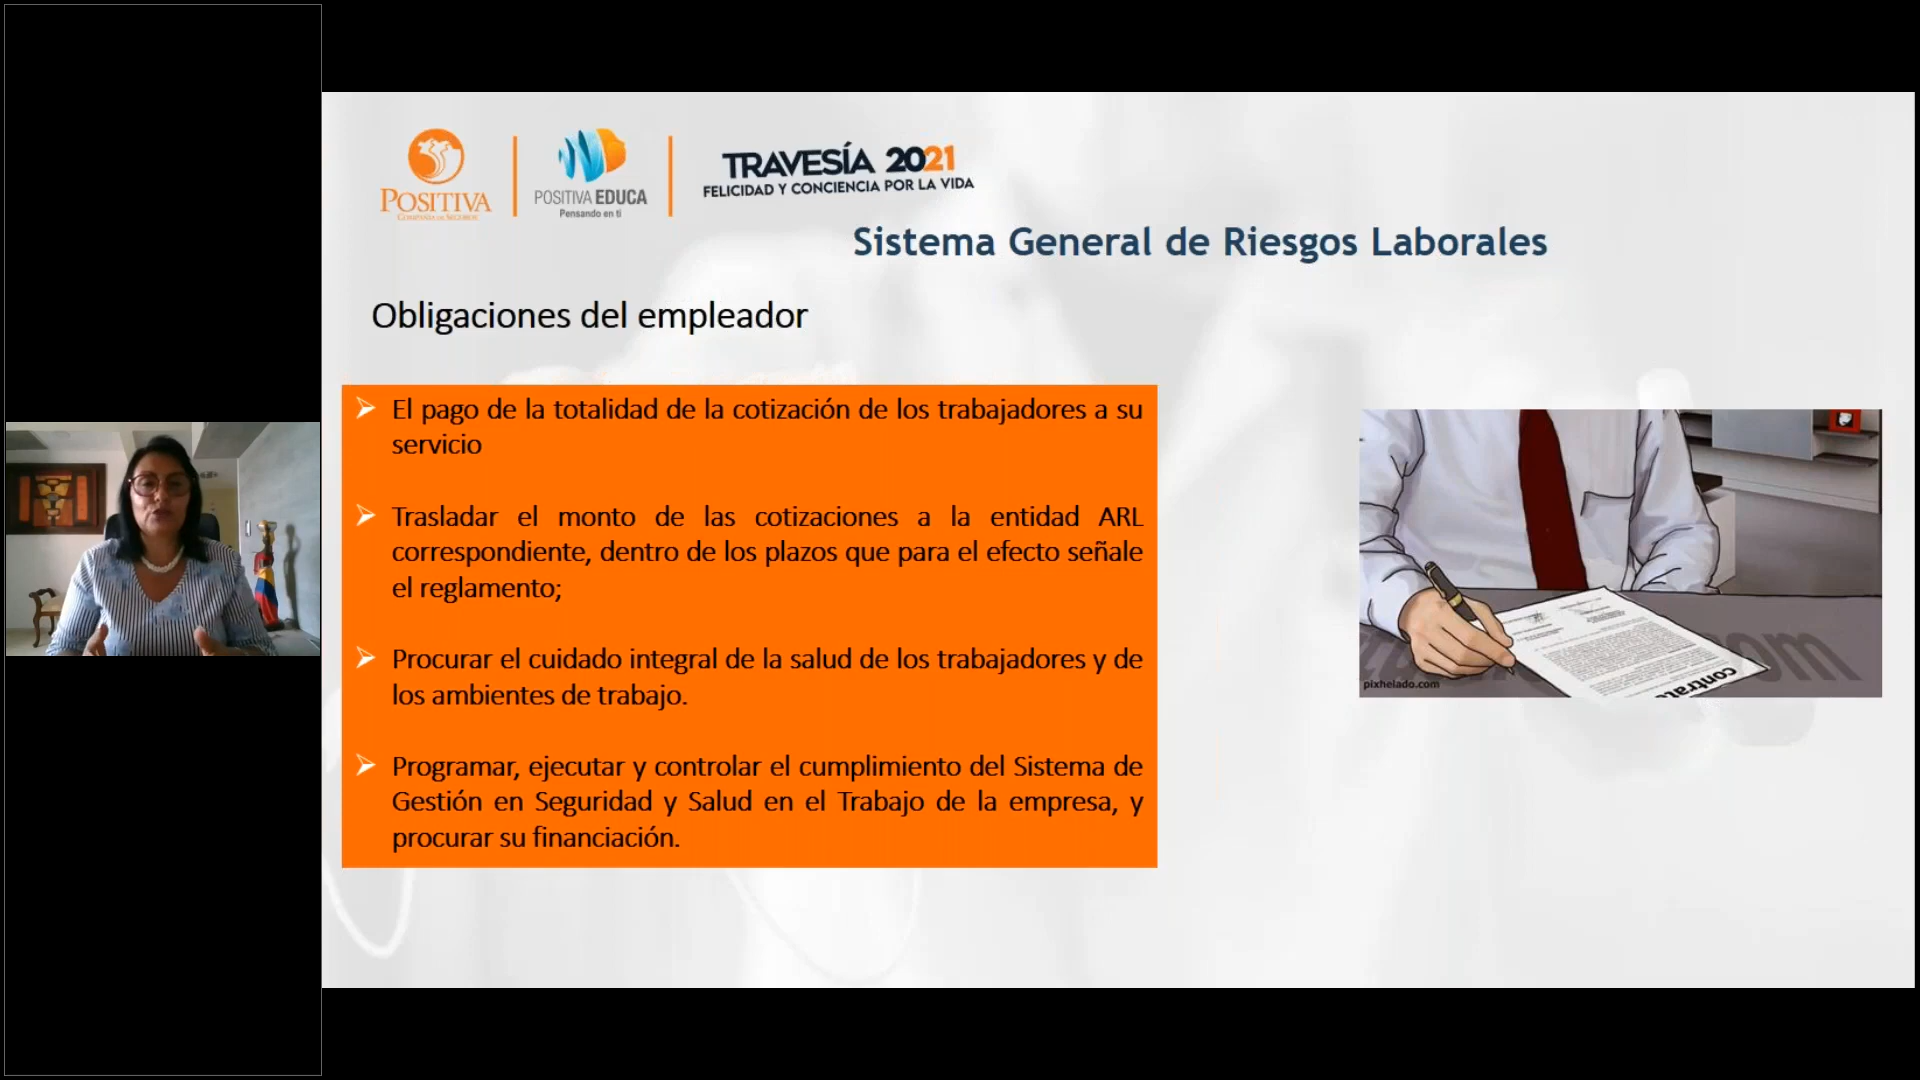 POSITIVA
COMPAÑÍA DE SEGUROS
POSITIVA EDUCA
Pensando en ti
TRAVESÍA 2021
FELICIDAD Y CONCIENCIA POR LA VIDA
Sistema General de Riesgos Laborales
Obligaciones del empleador
El pago de la totalidad de la cotización de los trabajadores a su
servicio
Trasladar el monto de las cotizaciones a la entidad ARL
correspondiente, dentro de los plazos que para el efecto señale
el reglamento;
Procurar el cuidado integral de la salud de los trabajadores y de
los ambientes de trabajo.
Programar, ejecutar y controlar el cumplimiento del Sistema de
Gestión en Seguridad y Salud en el Trabajo de la empresa, y
procurar su financiación.
pixhelado.com